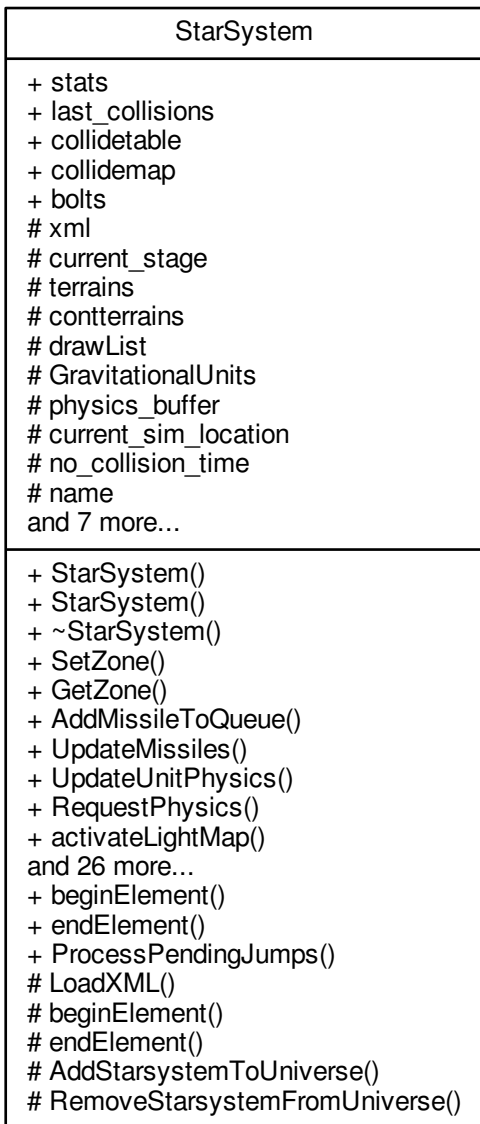 StarSystem
+ stats
+ last_collisions
+ collidetable
+ collidemap
+ bolts
# xml
# current_stage
# terrains
# contterrains
# drawList
# GravitationalUnits
# physics_buffer
# current_sim_location
# no_collision_time
# name
and 7 more...
+ StarSystem()
+ StarSystem()
+ ~StarSystem()
+ SetZone()
+ GetZone()
+ AddMissileToQueue()
+ UpdateMissiles()
+ UpdateUnitPhysics()
+ RequestPhysics()
+ activateLightMap()
and 26 more...
+ beginElement()
+ endElement()
+ ProcessPendingJumps()
# LoadXML()
# beginElement()
# endElement()
# AddStarsystemToUniverse()
# RemoveStarsystemFromUniverse()